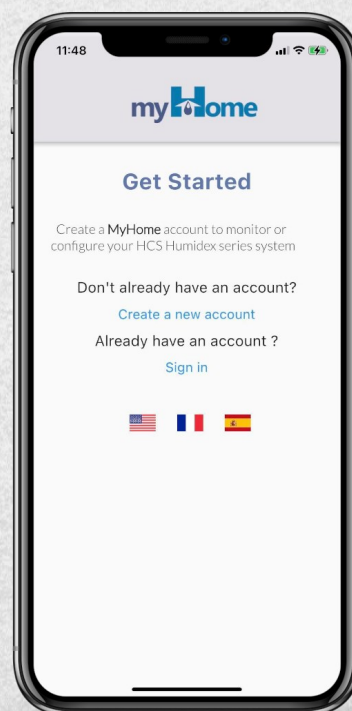 11:48
myHome
Get Started
Create a MyHome account to monitor or
configure your HCS Humidex series system
Don't already have an account?
Create a new account
Already have an account ?
Sign in